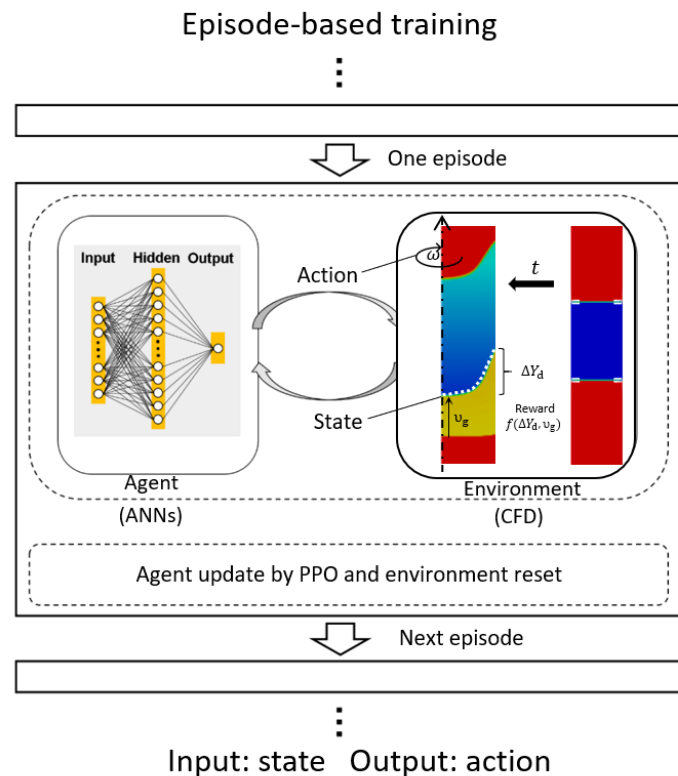 Episode-based training
One episode
Input Hidden Output
Action
ω
t
ΔY_d
State
υ_g
Reward
f(ΔY_d, υ_g)
Agent
(ANNs)
Environment
(CFD)
Agent update by PPO and environment reset
Next episode
Input: state Output: action